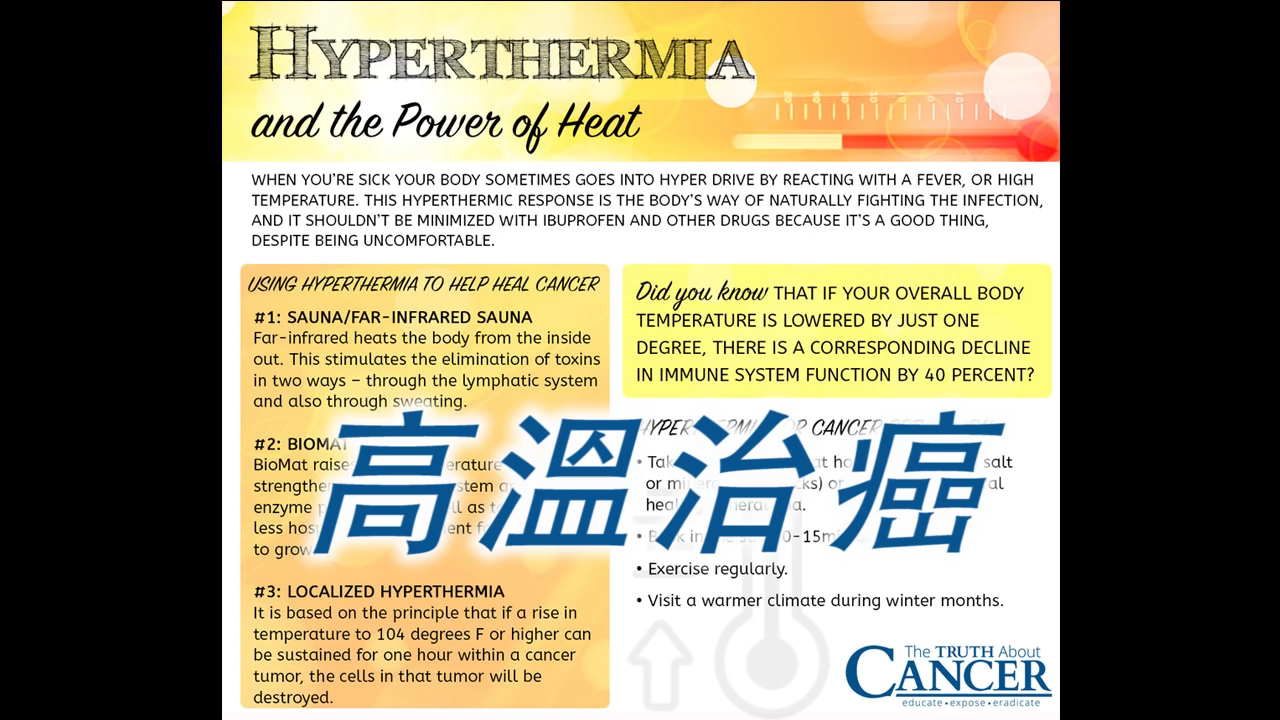 HYPERTHERMIA
and the Power of Heat
WHEN YOU'RE SICK YOUR BODY SOMETIMES GOES INTO HYPER DRIVE BY REACTING WITH A FEVER, OR HIGH
TEMPERATURE. THIS HYPERTHERMIC RESPONSE IS THE BODY'S WAY OF NATURALLY FIGHTING THE INFECTION,
AND IT SHOULDN'T BE MINIMIZED WITH IBUPROFEN AND OTHER DRUGS BECAUSE IT'S A GOOD THING,
DESPITE BEING UNCOMFORTABLE.
USING HYPERTHERMIA TO HELP HEAL CANCER
#1: SAUNA/FAR-INFRARED SAUNA
Far-infrared heats the body from the inside
out. This stimulates the elimination of toxins
in two ways – through the lymphatic system
and also through sweating.
#2: BIOMAT
BioMat raises
strengthen
enzyme
less
to grow
#3: LOCALIZED HYPERTHERMIA
It is based on the principle that if a rise in
temperature to 104 degrees F or higher can
be sustained for one hour within a cancer
tumor, the cells in that tumor will be
destroyed.
Did you know THAT IF YOUR OVERALL BODY
TEMPERATURE IS LOWERED BY JUST ONE
DEGREE, THERE IS A CORRESPONDING DECLINE
IN IMMUNE SYSTEM FUNCTION BY 40 PERCENT?
HYPERTHERMIA FOR CANCER
• salt
or
• Exercise regularly.
• Visit a warmer climate during winter months.
高溫治癌
The TRUTH About
CANCER
educate • expose • eradicate